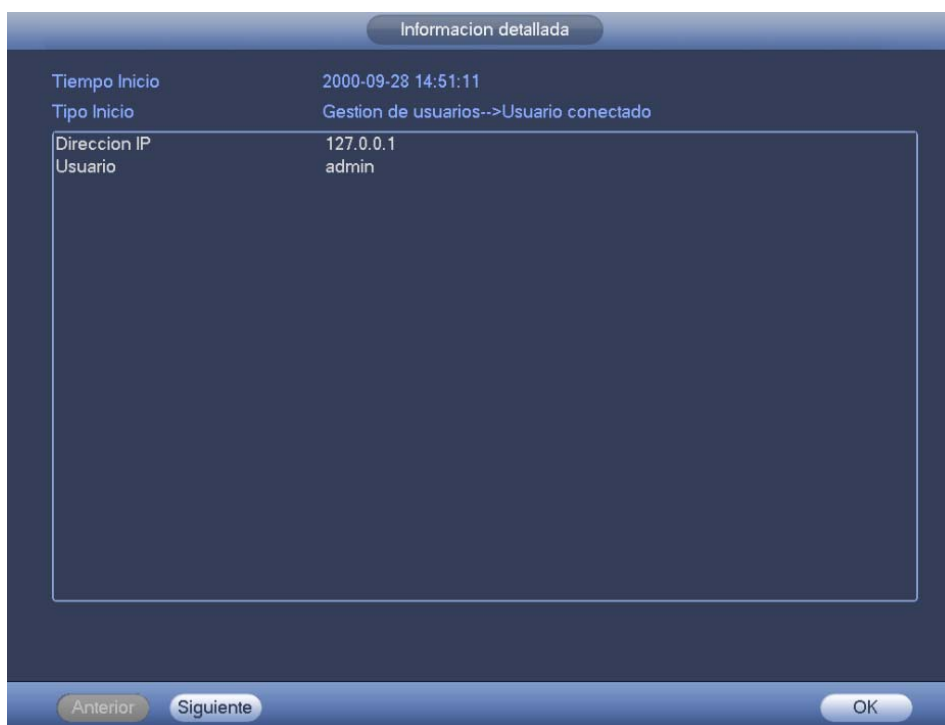 Informacion detallada
Tiempo Inicio 2000-09-28 14:51:11
Tipo Inicio Gestion de usuarios-->Usuario conectado
Direccion IP 127.0.0.1
Usuario admin
Anterior Siguiente OK